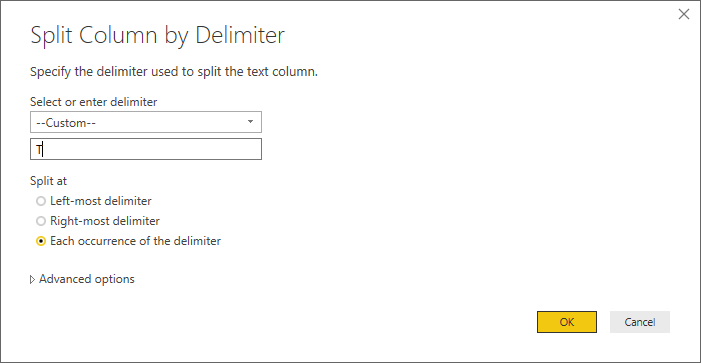 Split Column by Delimiter
Specify the delimiter used to split the text column.
Select or enter delimiter
--Custom--
T
Split at
Left-most delimiter
Right-most delimiter
Each occurrence of the delimiter
Advanced options
OK Cancel